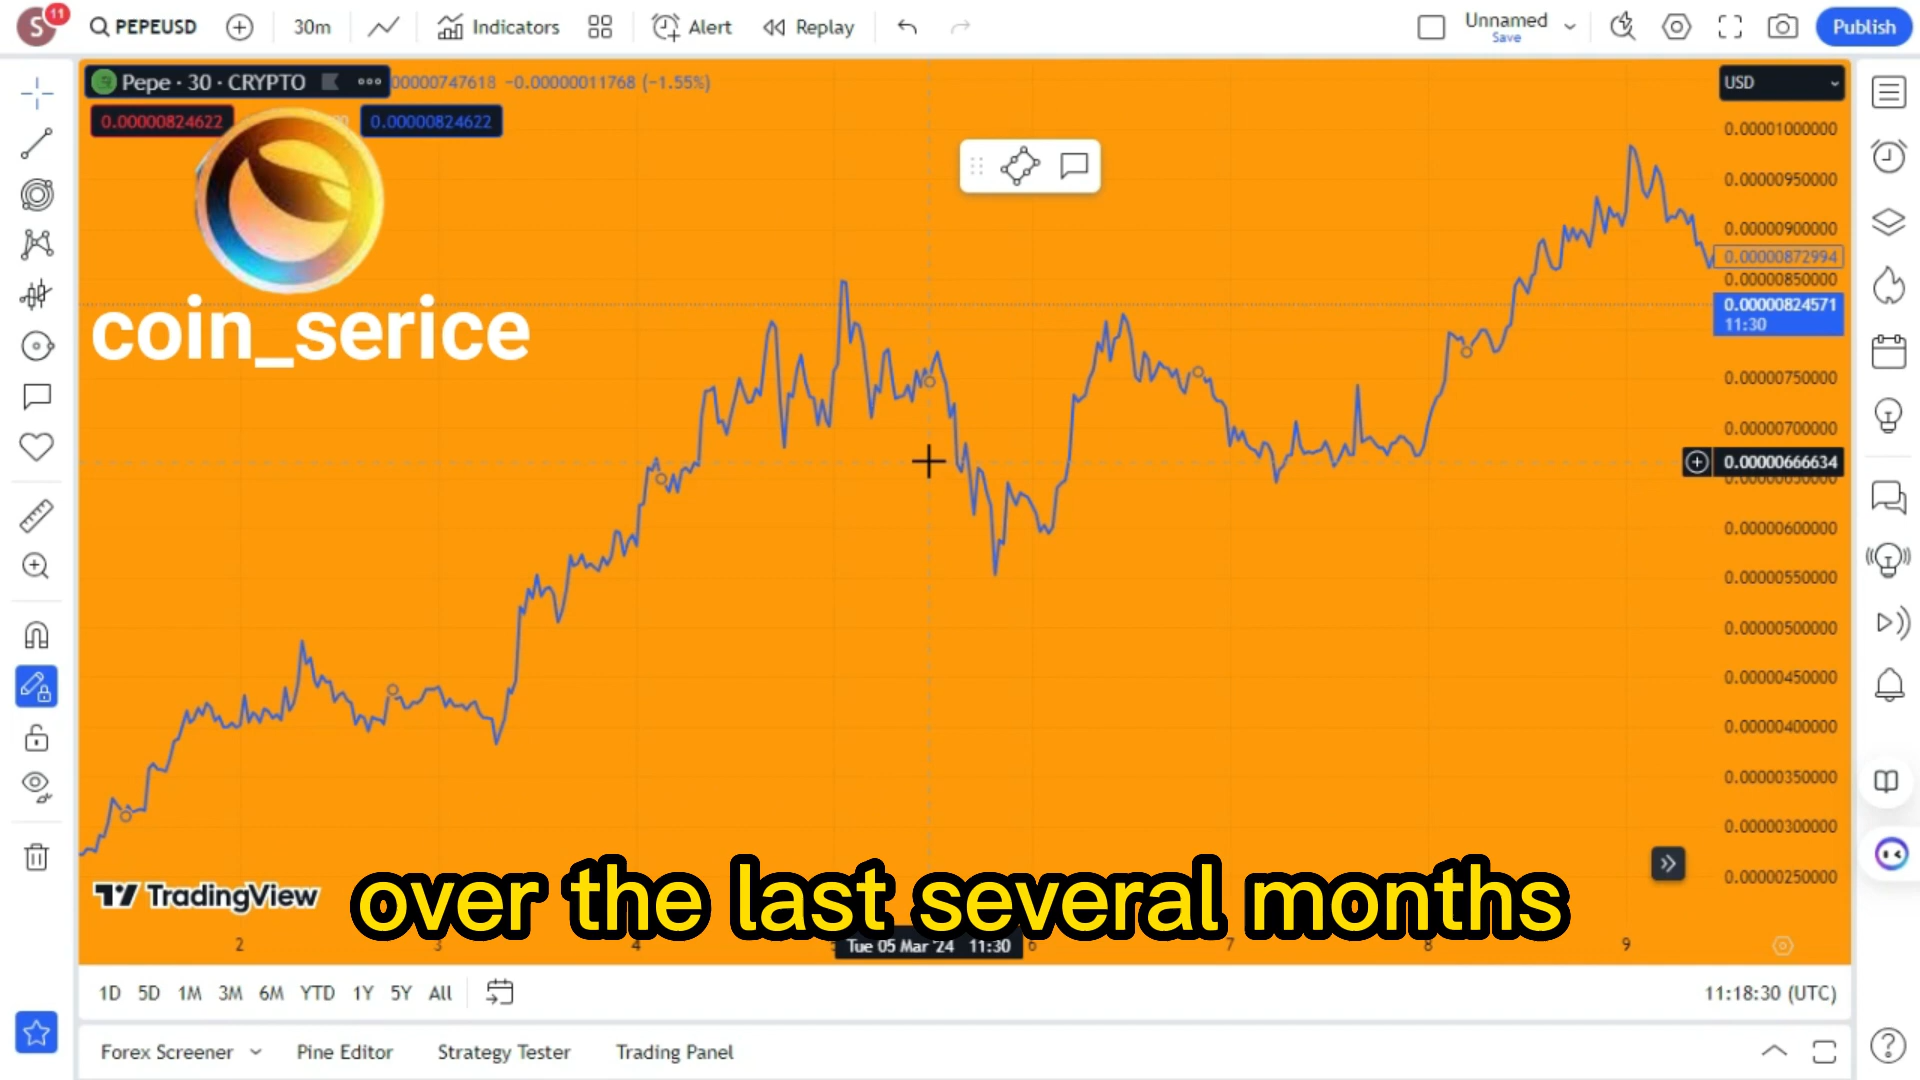 S 11 PEPEUSD 30m Indicators Alert Replay Unnamed Save Publish
Pepe · 30 · CRYPTO 00000747618 −0.00000011768 (−1.55%) USD
0.00000824622 00 0.00000824622
coin_serice
0.00001000000
0.00000950000
0.00000900000
0.00000872994
0.00000850000
0.00000824571
11:30
0.00000750000
0.00000700000
0.00000666634
0.00000600000
0.00000550000
0.00000500000
0.00000450000
0.00000400000
0.00000350000
0.00000300000
0.00000250000
TradingView
over the last several months
2 3 4 5 Tue 05 Mar '24 11:30 6 7 8 9
1D 5D 1M 3M 6M YTD 1Y 5Y All 11:18:30 (UTC)
Forex Screener Pine Editor Strategy Tester Trading Panel